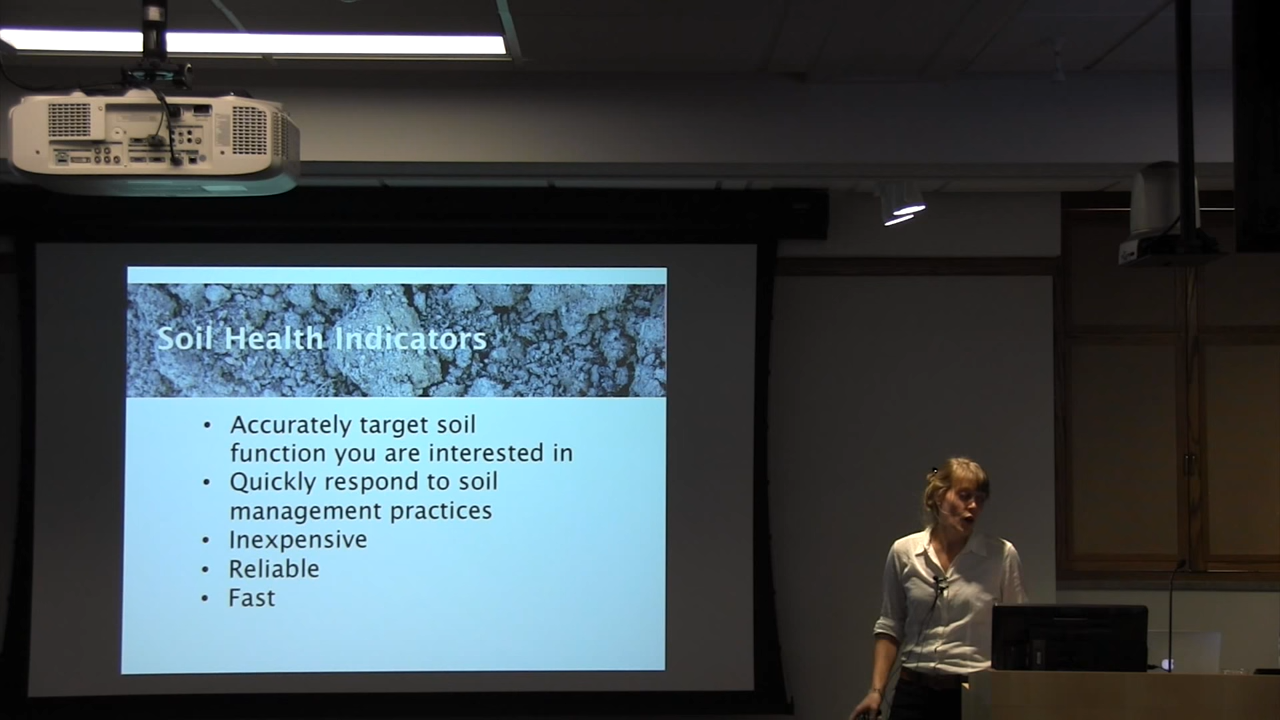 Soil Health Indicators
• Accurately target soil
function you are interested in
• Quickly respond to soil
management practices
• Inexpensive
• Reliable
• Fast